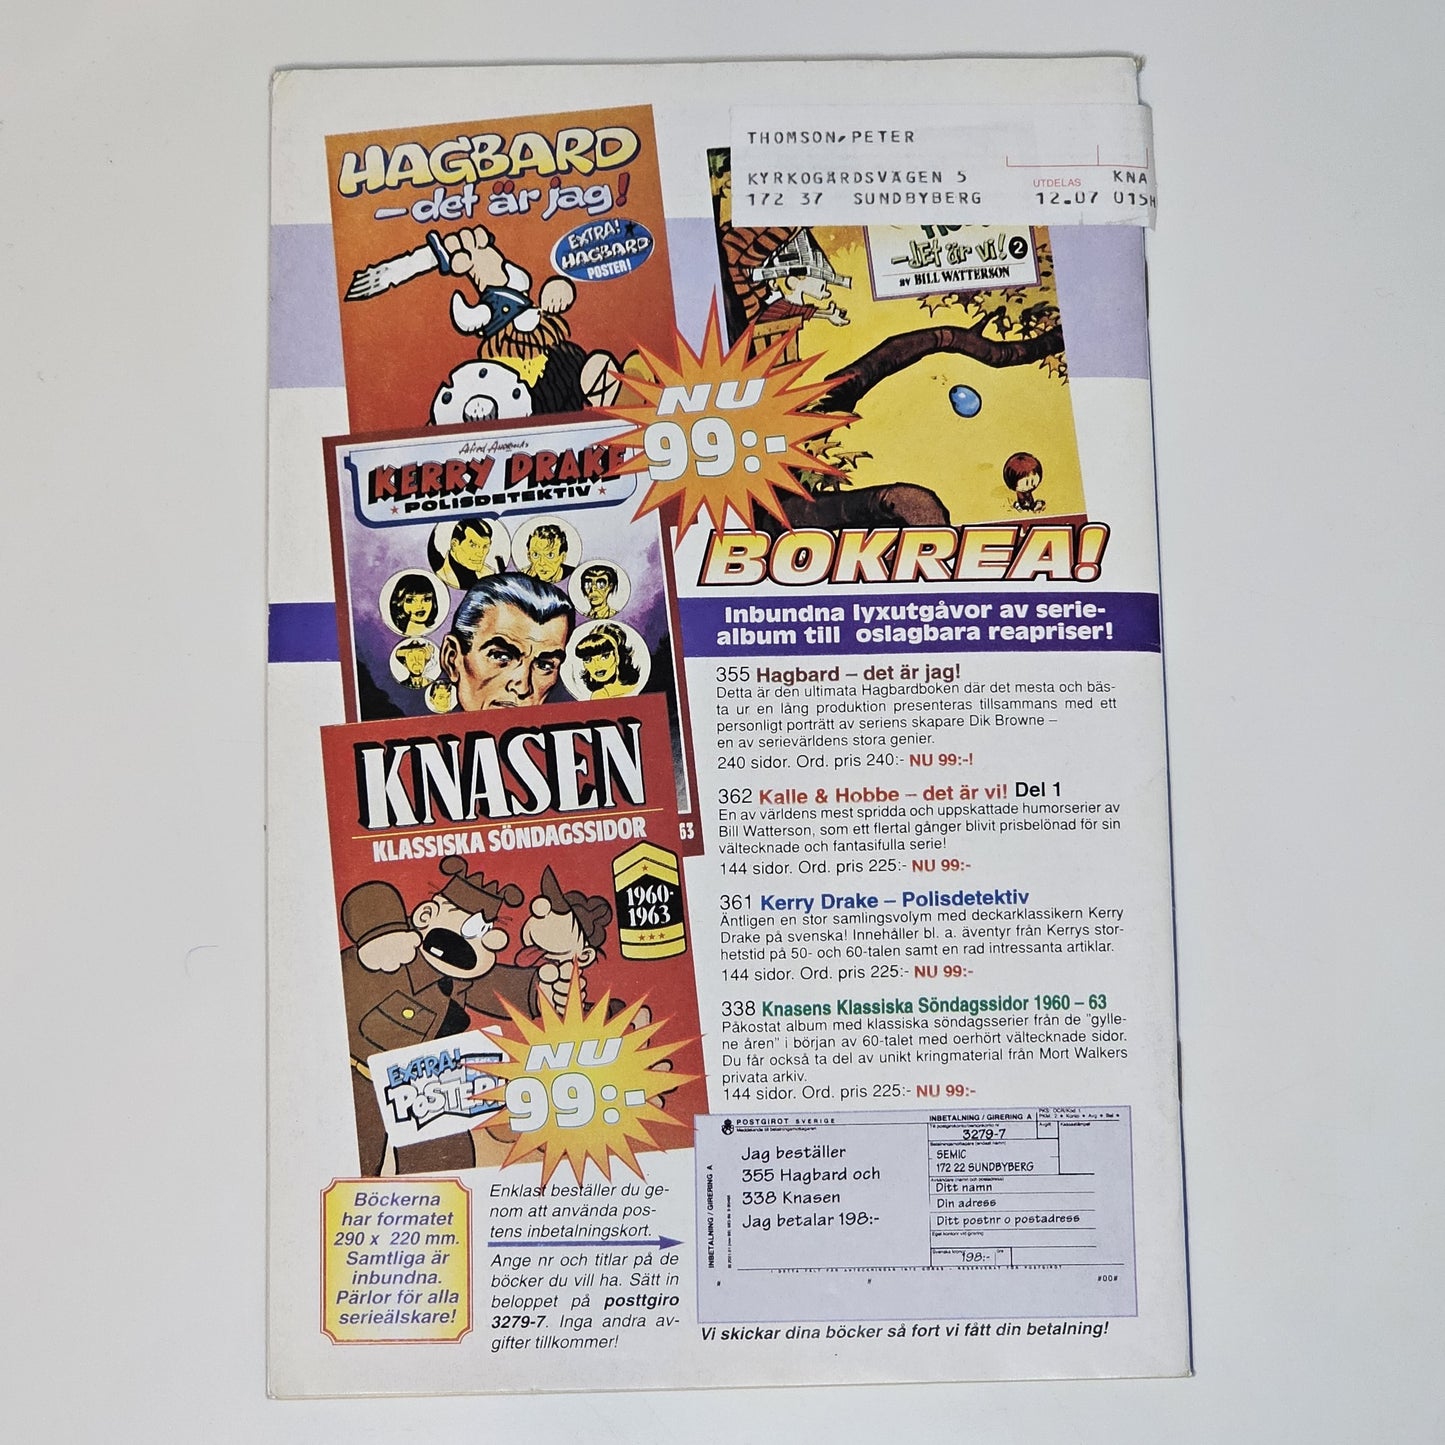 THOMSON, PETER
KYRKOGÅRDSVÄGEN 5
172 37 SUNDBYBERG
UTDELAS
KNA
12.07 015H
HAGBARD
– det är jag!
EXTRA!
HAGBARD
POSTER!
– dEt är vi! 2
AV BILL WATTERSON
NU
99:-
KERRY DRAKE
POLISDETEKTIV
63
KNASEN
KLASSISKA SÖNDAGSSIDOR
1960-
1963
EXTRA!
POSTER
NU
99:-
BOKREA!
Inbundna lyxutgåvor av serie-
album till oslagbara reapriser!
355 Hagbard – det är jag!
Detta är den ultimata Hagbardboken där det mesta och bäs-
ta ur en lång produktion presenteras tillsammans med ett
personligt porträtt av seriens skapare Dik Browne –
en av serievärldens stora genier.
240 sidor. Ord. pris 240:- NU 99:-!
362 Kalle & Hobbe – det är vi! Del 1
En av världens mest spridda och uppskattade humorserier av
Bill Watterson, som ett flertal gånger blivit prisbelönad för sin
vältecknade och fantasifulla serie!
144 sidor. Ord. pris 225:- NU 99:-
361 Kerry Drake – Polisdetektiv
Äntligen en stor samlingsvolym med deckarklassikern Kerry
Drake på svenska! Innehåller bl. a. äventyr från Kerrys stor-
hetstid på 50- och 60-talen samt en rad intressanta artiklar.
144 sidor. Ord. pris 225:- NU 99:-
338 Knasens Klassiska Söndagssidor 1960 – 63
Påkostat album med klassiska söndagsserier från de "gylle-
ne åren" i början av 60-talet med oerhört vältecknade sidor.
Du får också ta del av unikt kringmaterial från Mort Walkers
privata arkiv.
144 sidor. Ord. pris 225:- NU 99:-
Böckerna
har formatet
290 x 220 mm.
Samtliga är
inbundna.
Pärlor för alla
serieälskare!
Enklast beställer du ge-
nom att använda pos-
tens inbetalningskort.
Ange nr och titlar på de
böcker du vill ha. Sätt in
beloppet på posttgiro
3279-7. Inga andra av-
gifter tillkommer!
POSTGIROT SVERIGE
INBETALNING / GIRERING A
Jag beställer
355 Hagbard och
338 Knasen
Jag betalar 198:-
INBETALNING / GIRERING A
3279-7
SEMIC
172 22 SUNDBYBERG
Ditt namn
Din adress
Ditt postnr o postadress
198:-
#00#
Vi skickar dina böcker så fort vi fått din betalning!